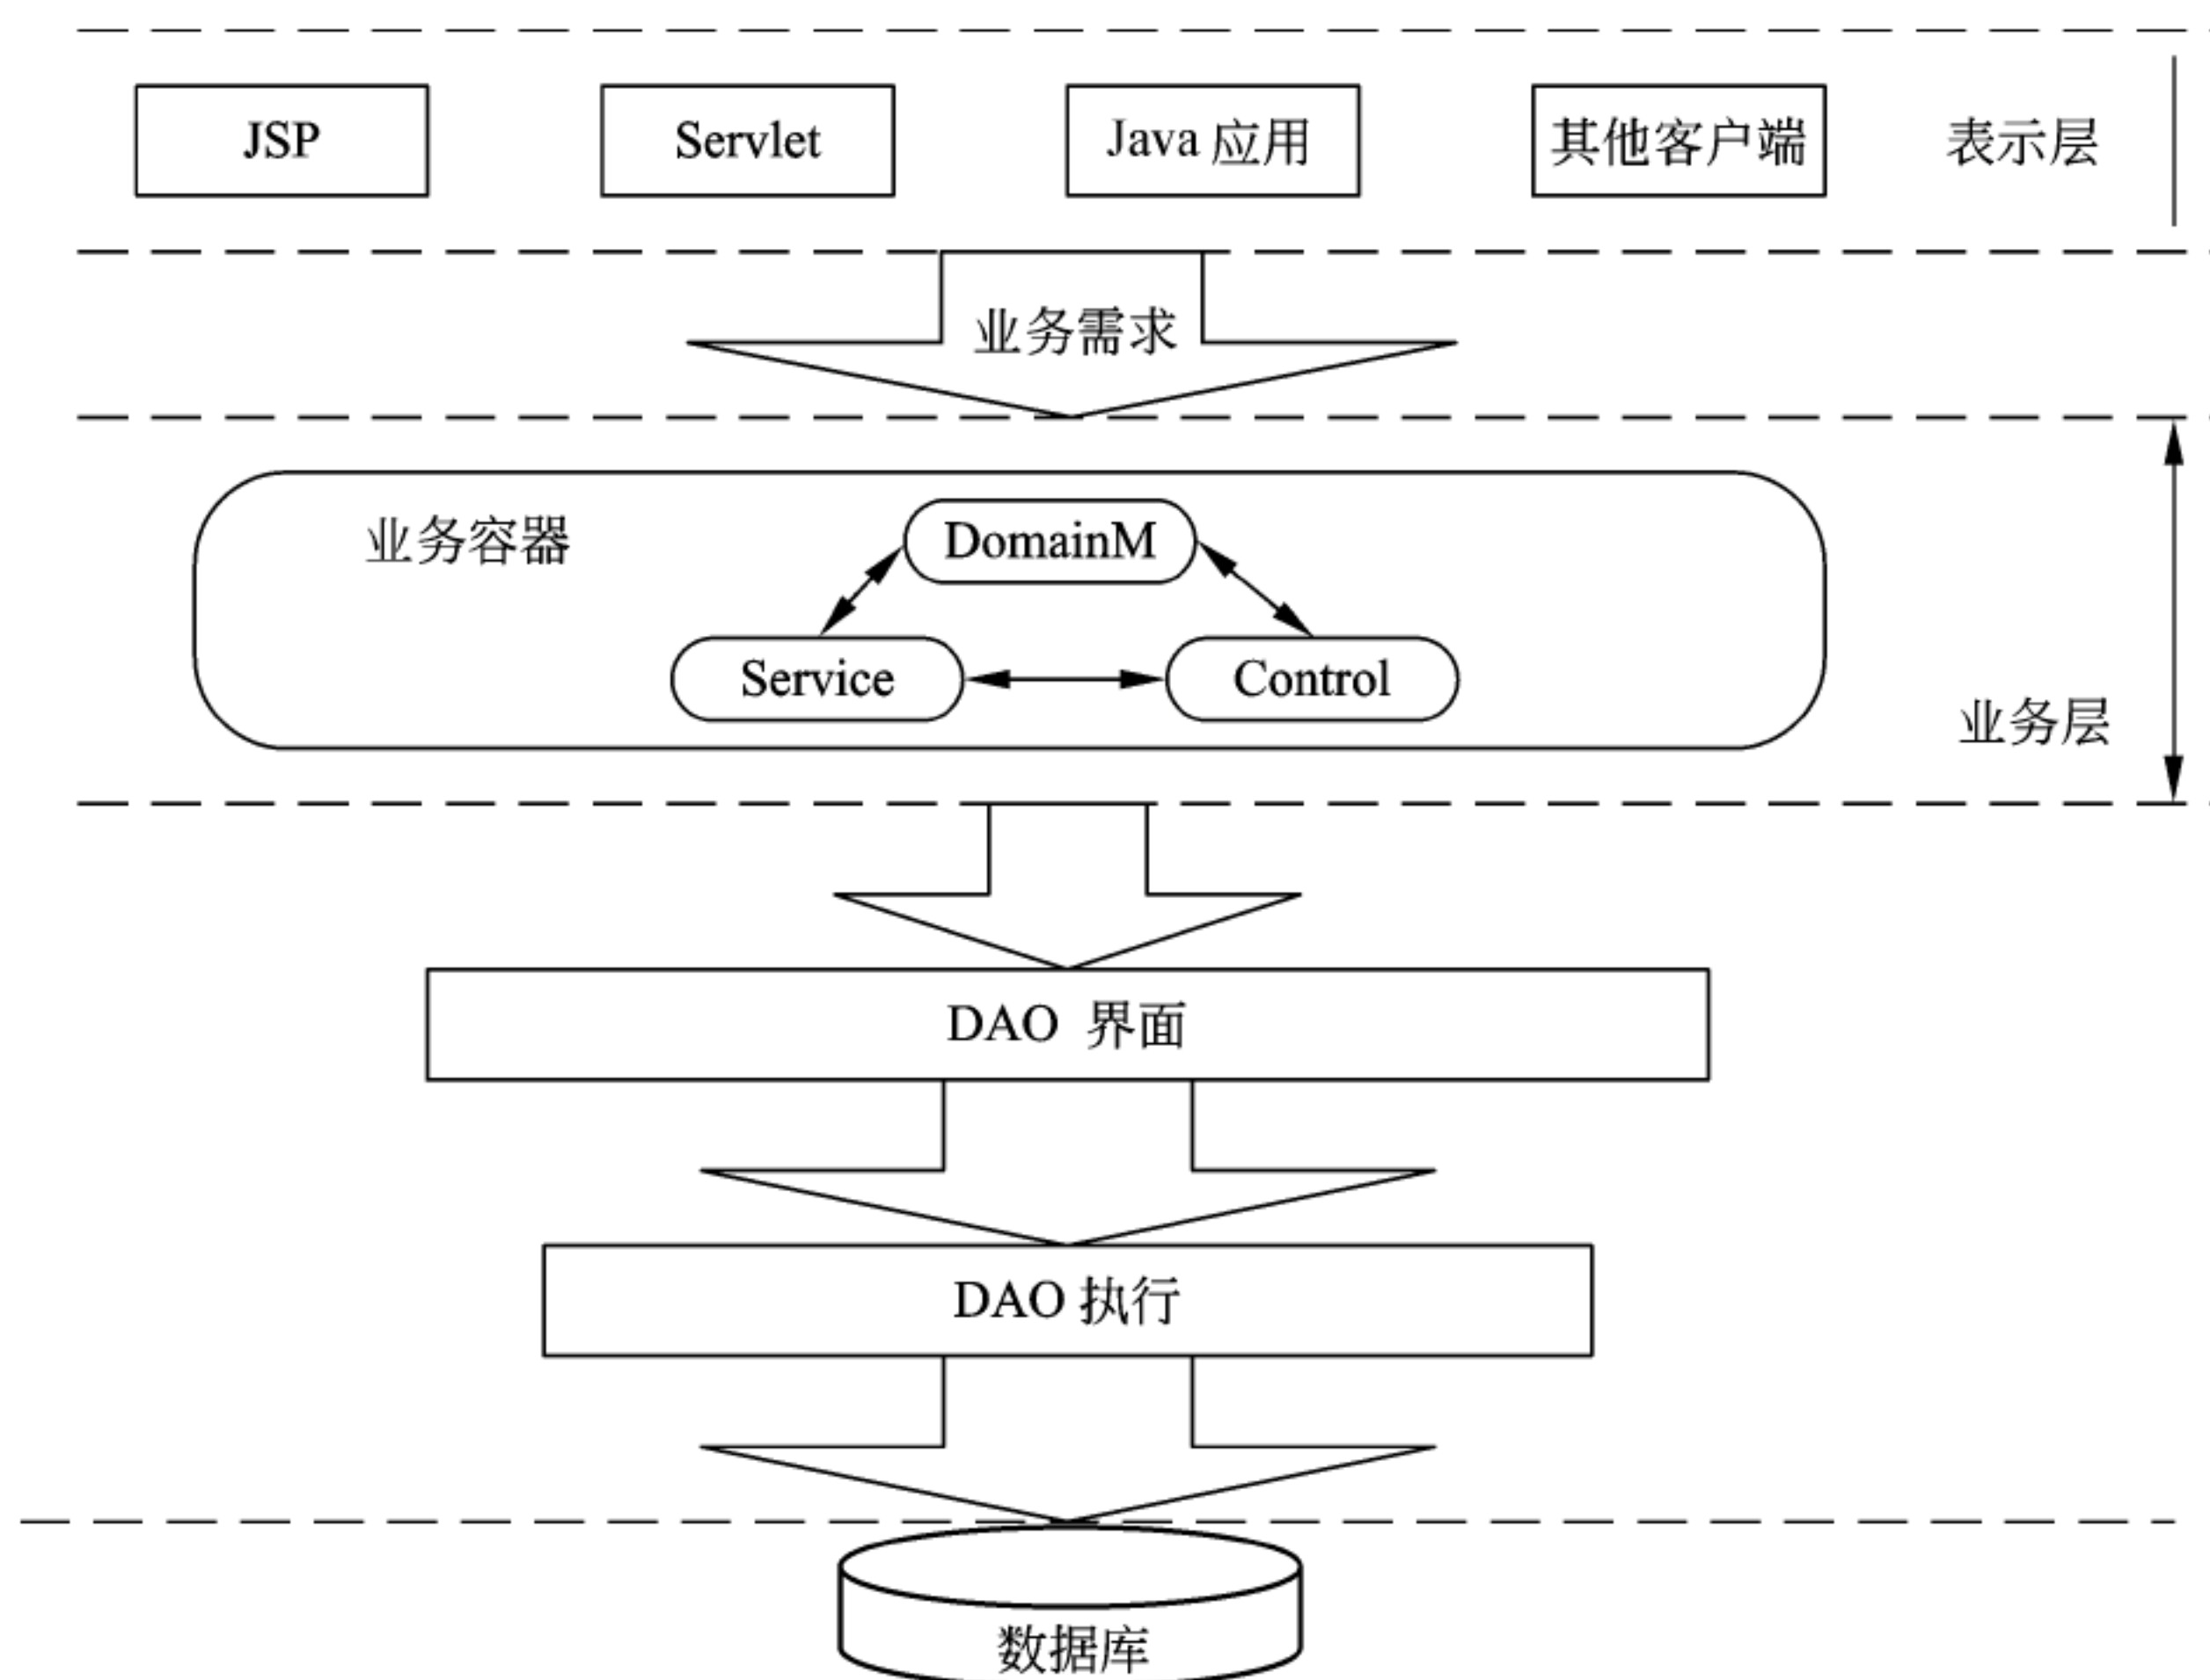 JSP
Servlet
Java 应用
其他客户端
表示层
业务需求
业务容器
DomainM
Service
Control
业务层
DAO 界面
DAO 执行
数据库